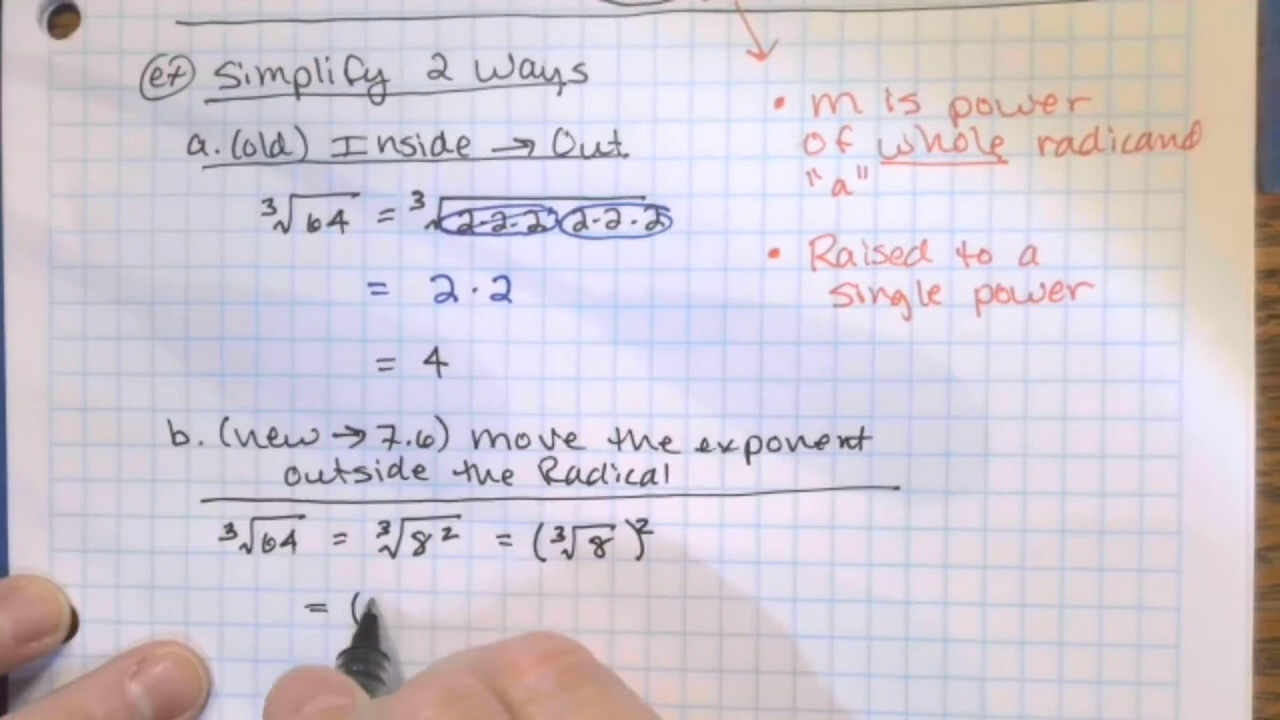 ex Simplify 2 ways
a. (old) Inside → Out
∛64 = ∛2·2·2·2·2·2
= 2·2
= 4
b. (new → 7.6) move the exponent
outside the Radical
∛64 = ∛8² = (∛8)²
= (
• m is power
of whole radicand
"a"
• Raised to a
single power